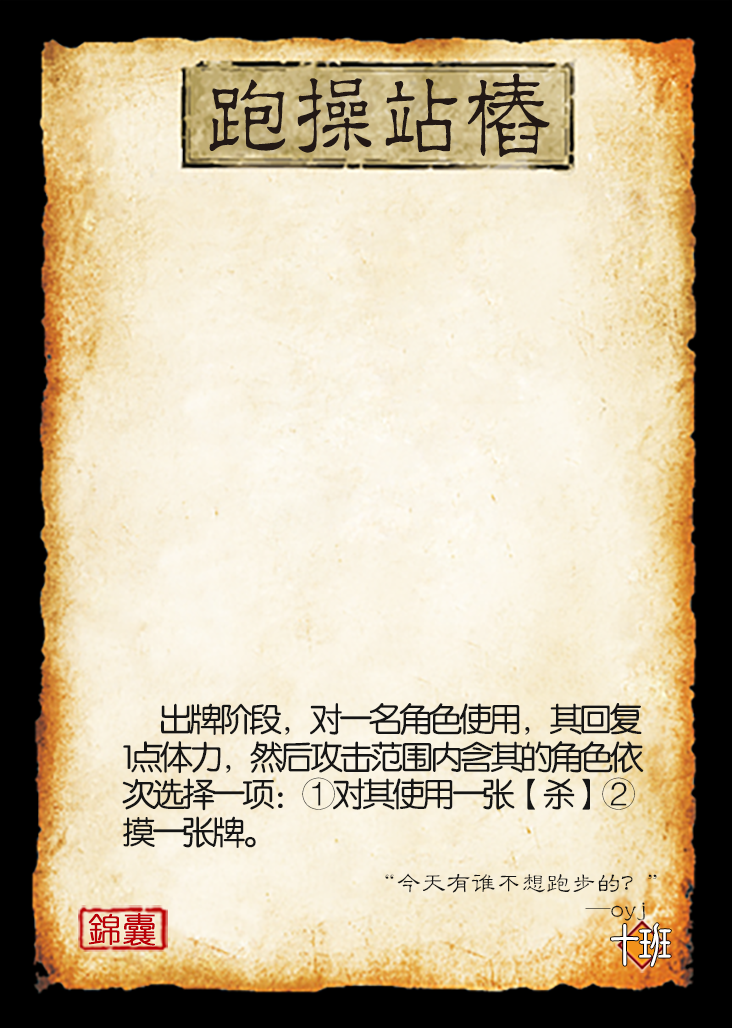 跑操站樁
出牌阶段，对一名角色使用，其回复
1点体力，然后攻击范围内含其的角色依
次选择一项：①对其使用一张【杀】②
摸一张牌。
“今天有谁不想跑步的？”
—oyj
錦囊
十班